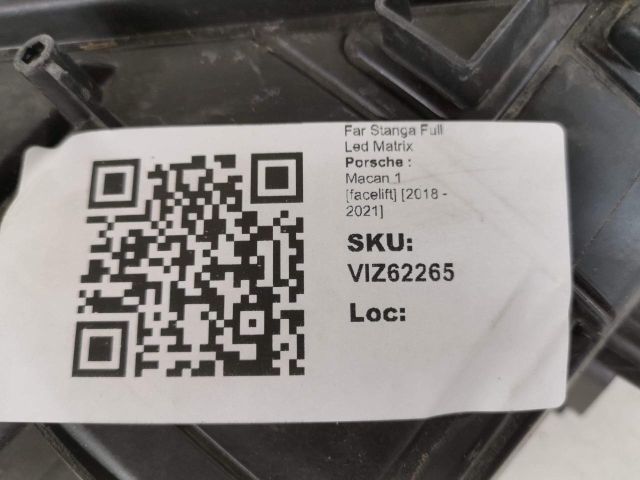 Far Stanga Full
Led Matrix
Porsche :
Macan 1
[facelift] [2018 -
2021]
SKU:
VIZ62265
Loc: